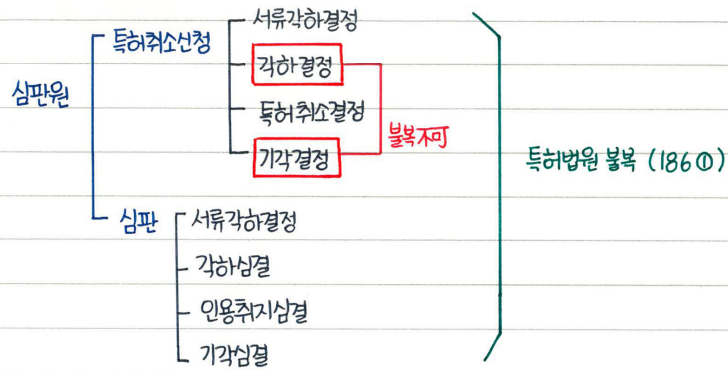 서류각하결정
특허취소신청
각하결정
심판원
특허취소결정
불복不可
기각결정
특허법원 불복 (186①)
심판
서류각하결정
각하심결
인용취지심결
기각심결